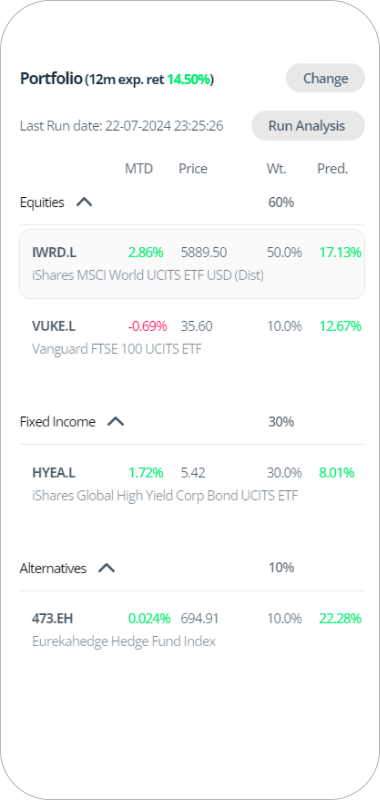 Portfolio (12m exp. ret 14.50%) Change
Last Run date: 22-07-2024 23:25:26 Run Analysis
MTD Price Wt. Pred.
Equities 60%
IWRD.L 2.86% 5889.50 50.0% 17.13%
iShares MSCI World UCITS ETF USD (Dist)
VUKE.L -0.69% 35.60 10.0% 12.67%
Vanguard FTSE 100 UCITS ETF
Fixed Income 30%
HYEA.L 1.72% 5.42 30.0% 8.01%
iShares Global High Yield Corp Bond UCITS ETF
Alternatives 10%
473.EH 0.024% 694.91 10.0% 22.28%
Eurekahedge Hedge Fund Index